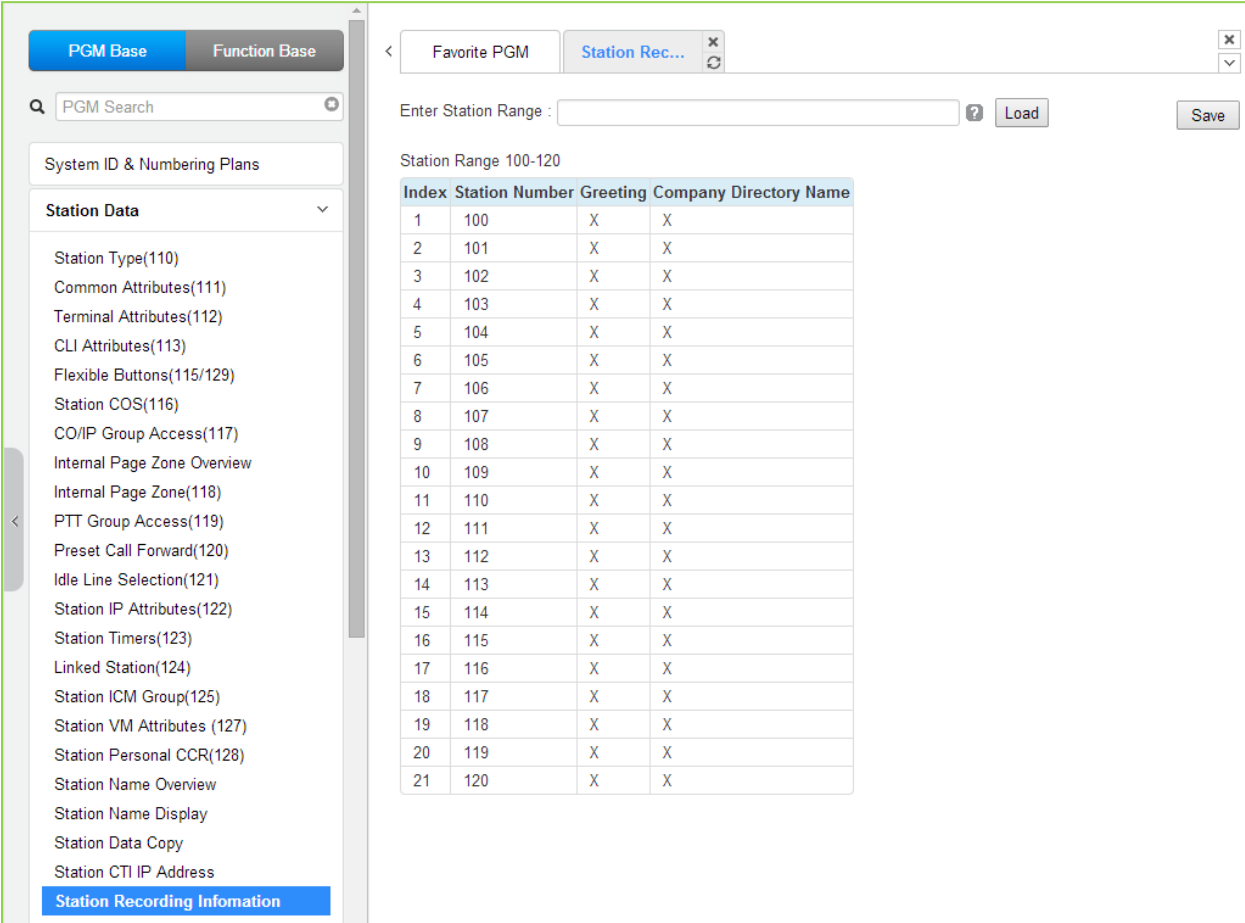 PGM Base Function Base
PGM Search
System ID & Numbering Plans
Station Data
Station Type(110)
Common Attributes(111)
Terminal Attributes(112)
CLI Attributes(113)
Flexible Buttons(115/129)
Station COS(116)
CO/IP Group Access(117)
Internal Page Zone Overview
Internal Page Zone(118)
PTT Group Access(119)
Preset Call Forward(120)
Idle Line Selection(121)
Station IP Attributes(122)
Station Timers(123)
Linked Station(124)
Station ICM Group(125)
Station VM Attributes (127)
Station Personal CCR(128)
Station Name Overview
Station Name Display
Station Data Copy
Station CTI IP Address
Station Recording Infomation
Favorite PGM Station Rec...
Enter Station Range : Load Save
Station Range 100-120
Index Station Number Greeting Company Directory Name
1 100 X X
2 101 X X
3 102 X X
4 103 X X
5 104 X X
6 105 X X
7 106 X X
8 107 X X
9 108 X X
10 109 X X
11 110 X X
12 111 X X
13 112 X X
14 113 X X
15 114 X X
16 115 X X
17 116 X X
18 117 X X
19 118 X X
20 119 X X
21 120 X X